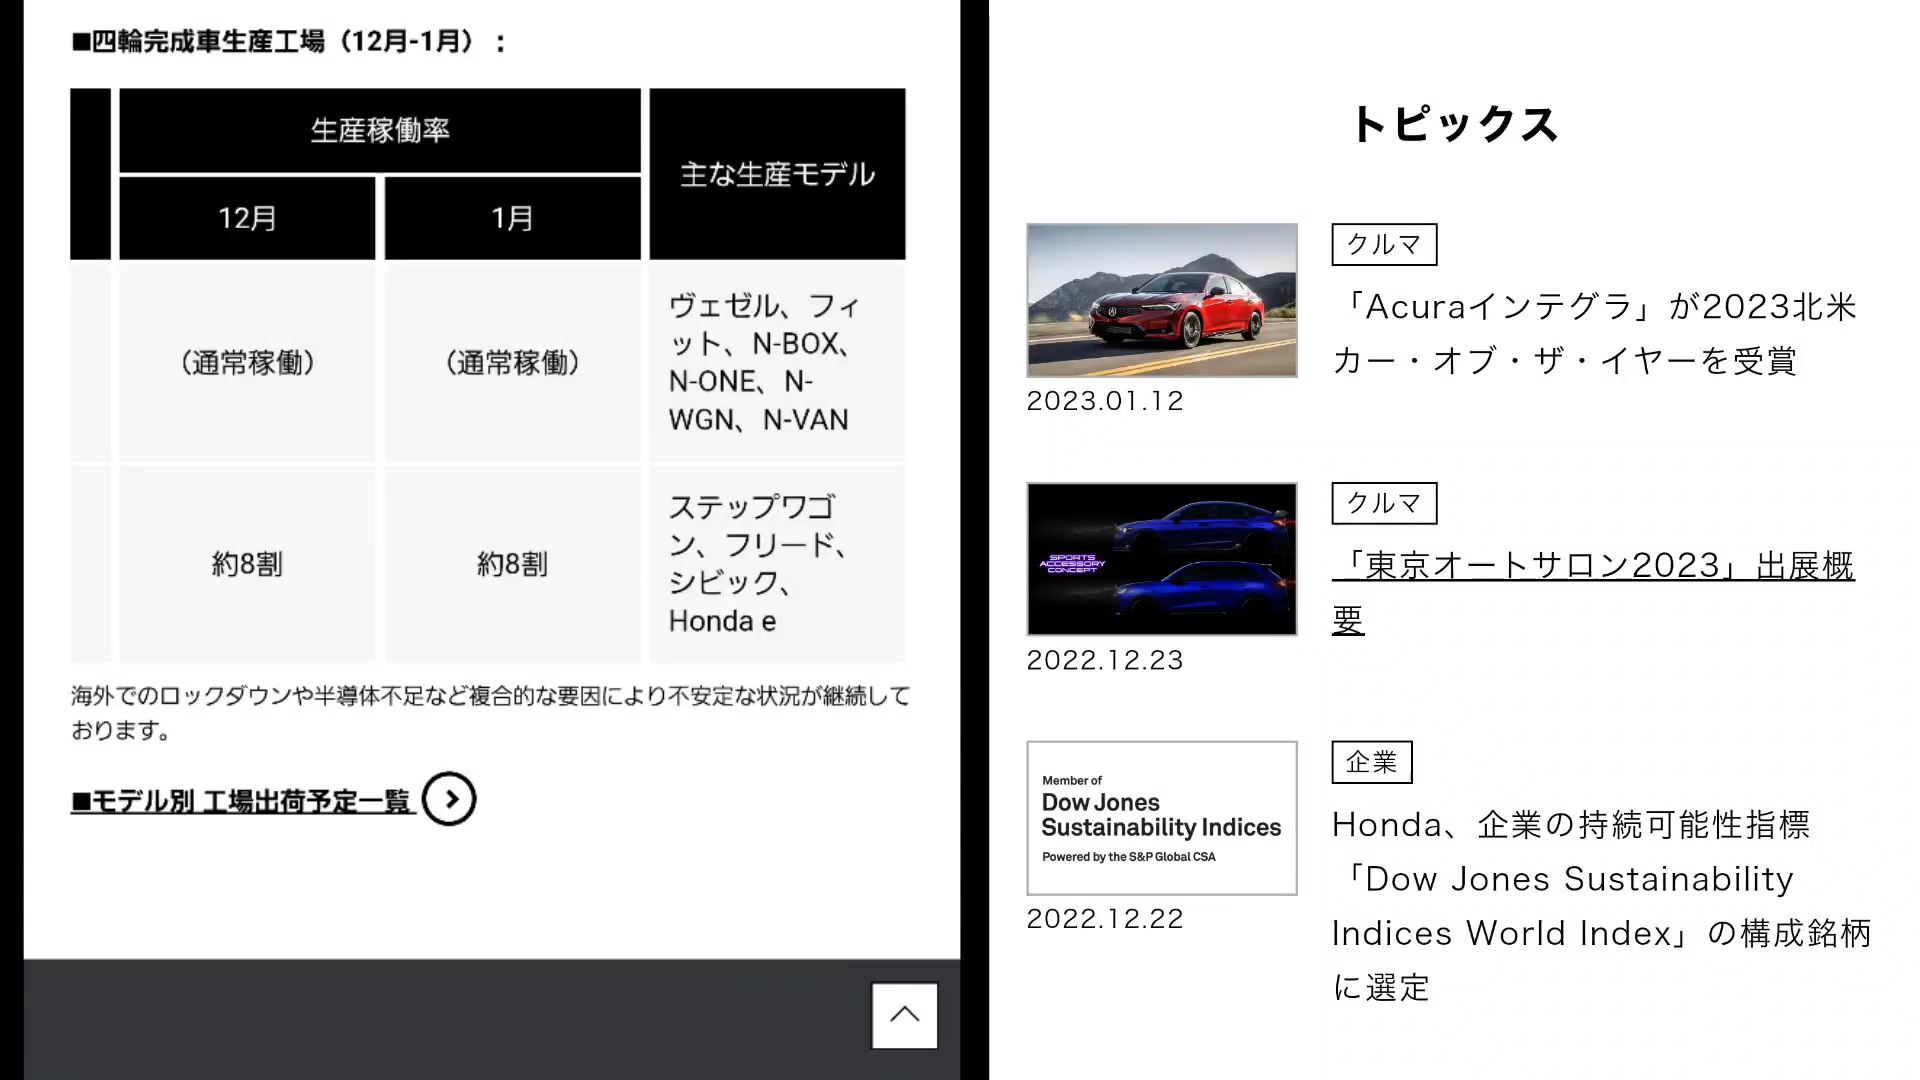 ■四輪完成車生産工場（12月-1月）：
生産稼働率
主な生産モデル
12月
1月
（通常稼働）
（通常稼働）
ヴェゼル、フィ
ット、N-BOX、
N-ONE、N-
WGN、N-VAN
約8割
約8割
ステップワゴ
ン、フリード、
シビック、
Honda e
海外でのロックダウンや半導体不足など複合的な要因により不安定な状況が継続して
おります。
■モデル別 工場出荷予定一覧
トピックス
クルマ
「Acuraインテグラ」が2023北米
カー・オブ・ザ・イヤーを受賞
2023.01.12
クルマ
SPORTS
ACCESSORY
CONCEPT
「東京オートサロン2023」出展概
要
2022.12.23
企業
Member of
Dow Jones
Sustainability Indices
Powered by the S&P Global CSA
Honda、企業の持続可能性指標
「Dow Jones Sustainability
Indices World Index」の構成銘柄
に選定
2022.12.22